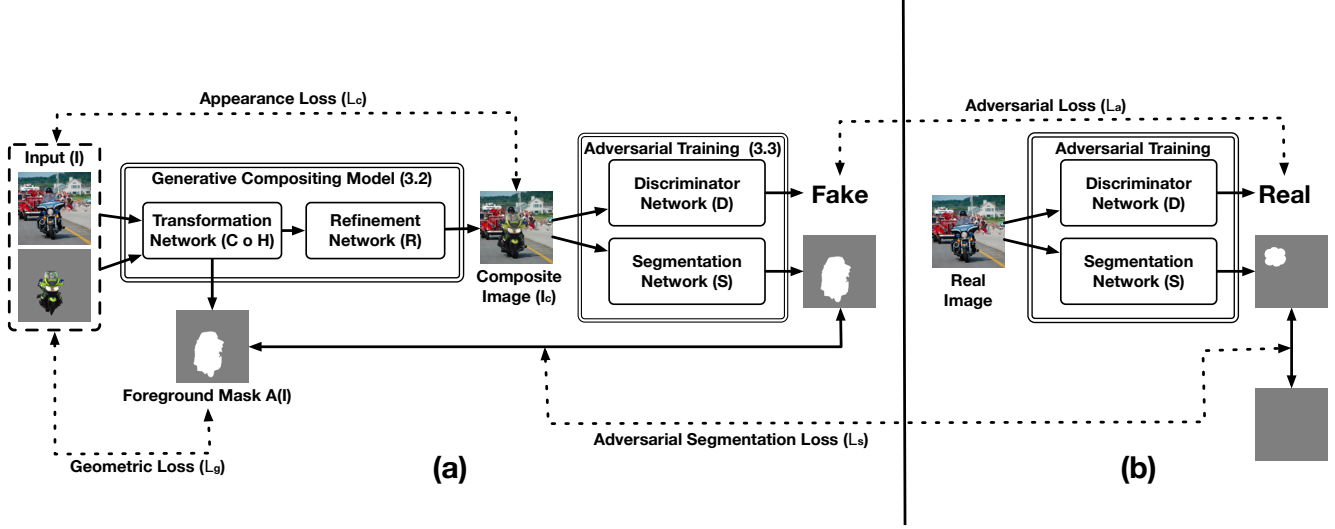 Appearance Loss (Lc)
Input (I)
Generative Compositing Model (3.2)
Transformation
Network (C o H)
Refinement
Network (R)
Composite
Image (Ic)
Foreground Mask A(I)
Geometric Loss (Lg)
Adversarial Training (3.3)
Discriminator
Network (D)
Segmentation
Network (S)
Fake
Adversarial Segmentation Loss (Ls)
(a)
Adversarial Loss (La)
Adversarial Training
Discriminator
Network (D)
Segmentation
Network (S)
Real
Real
Image
(b)